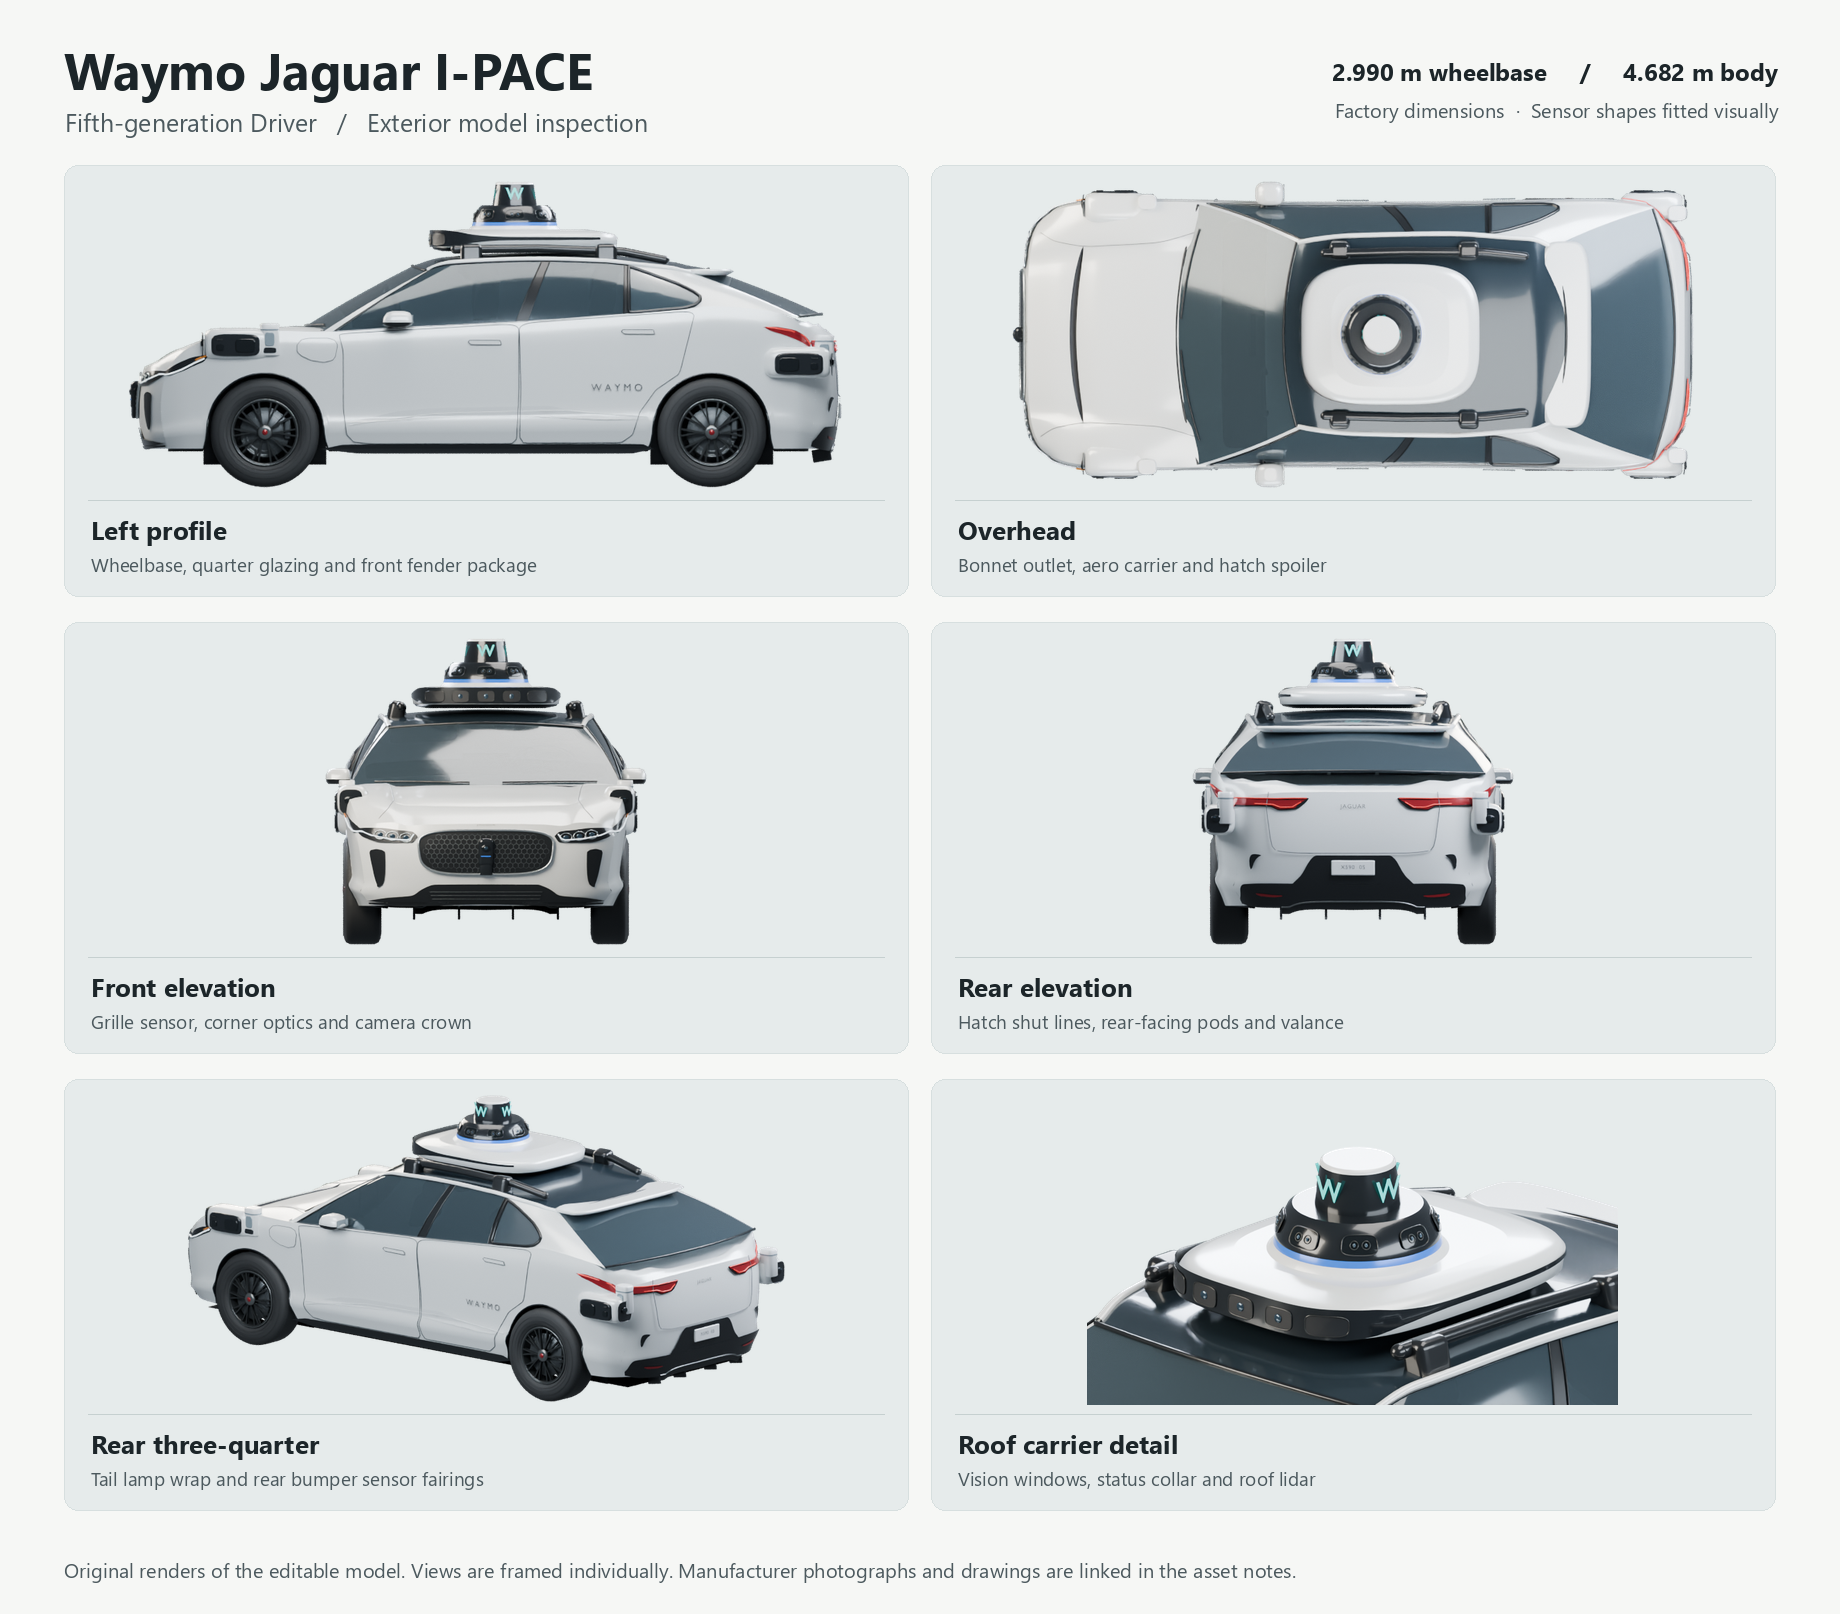 Waymo Jaguar I-PACE
Fifth-generation Driver / Exterior model inspection
2.990 m wheelbase / 4.682 m body
Factory dimensions · Sensor shapes fitted visually
W
WAYMO
Left profile
Wheelbase, quarter glazing and front fender package
Overhead
Bonnet outlet, aero carrier and hatch spoiler
W
Front elevation
Grille sensor, corner optics and camera crown
W
JAGUAR
Rear elevation
Hatch shut lines, rear-facing pods and valance
W W
JAGUAR
WAYMO
Rear three-quarter
Tail lamp wrap and rear bumper sensor fairings
W W
Roof carrier detail
Vision windows, status collar and roof lidar
Original renders of the editable model. Views are framed individually. Manufacturer photographs and drawings are linked in the asset notes.